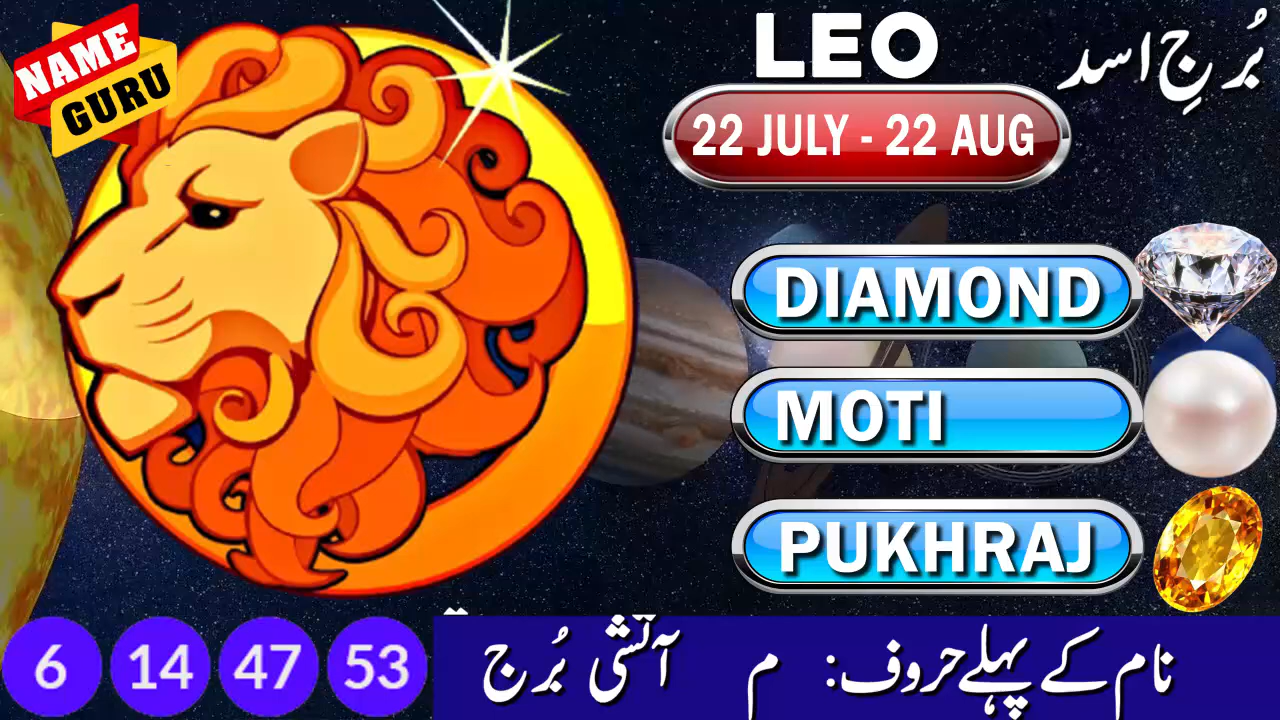 NAME
GURU
LEO
بُرجِ اسد
22 JULY - 22 AUG
DIAMOND
MOTI
PUKHRAJ
6 14 47 53
نام کے پہلے حروف: م آتشی بُرج